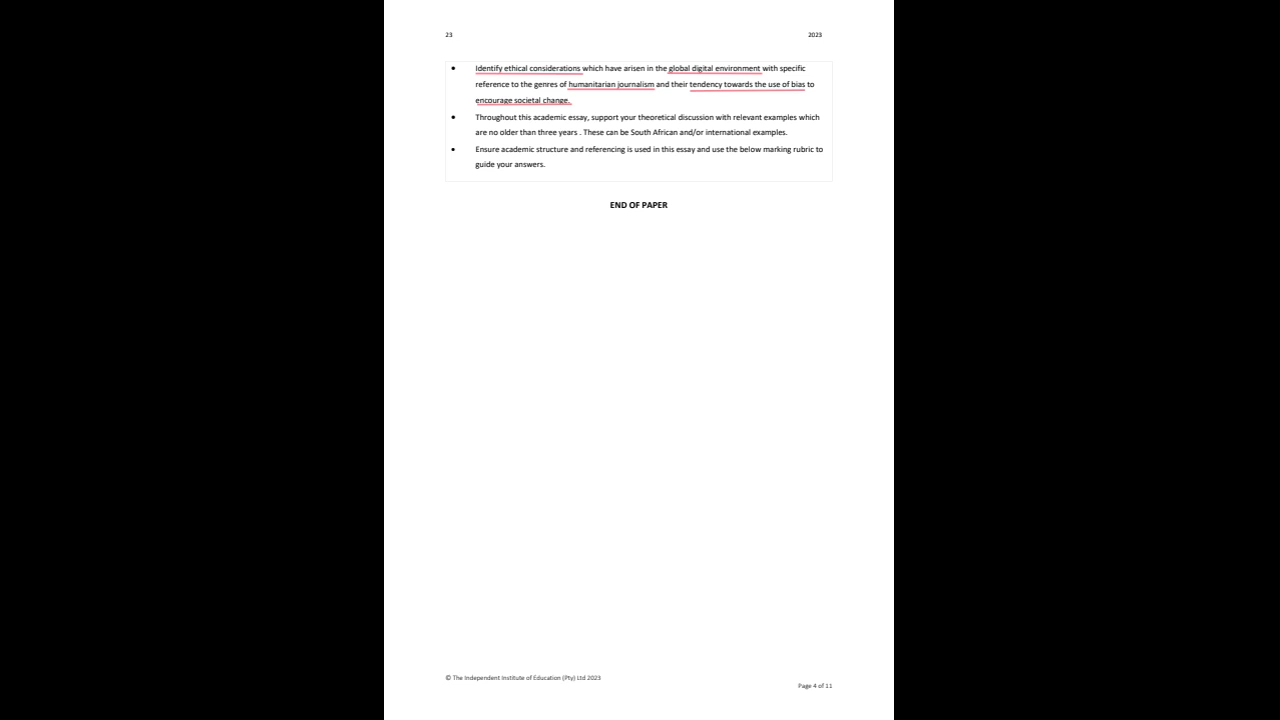 23 2023
• Identify ethical considerations which have arisen in the global digital environment with specific
reference to the genres of humanitarian journalism and their tendency towards the use of bias to
encourage societal change.
• Throughout this academic essay, support your theoretical discussion with relevant examples which
are no older than three years . These can be South African and/or international examples.
• Ensure academic structure and referencing is used in this essay and use the below marking rubric to
guide your answers.
END OF PAPER
© The Independent Institute of Education (Pty) Ltd 2023
Page 4 of 11